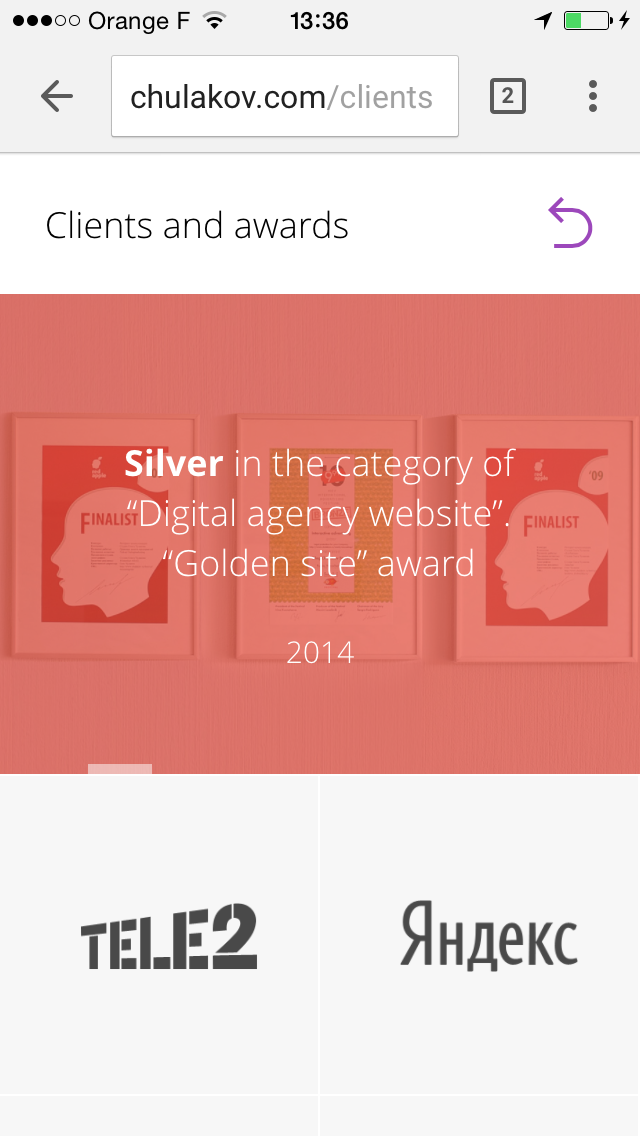 Orange F 13:36
chulakov.com/clients
2
Clients and awards
Silver in the category of
“Digital agency website”.
“Golden site” award
2014
FINALIST
FINALIST
'09
TELE2
Яндекс